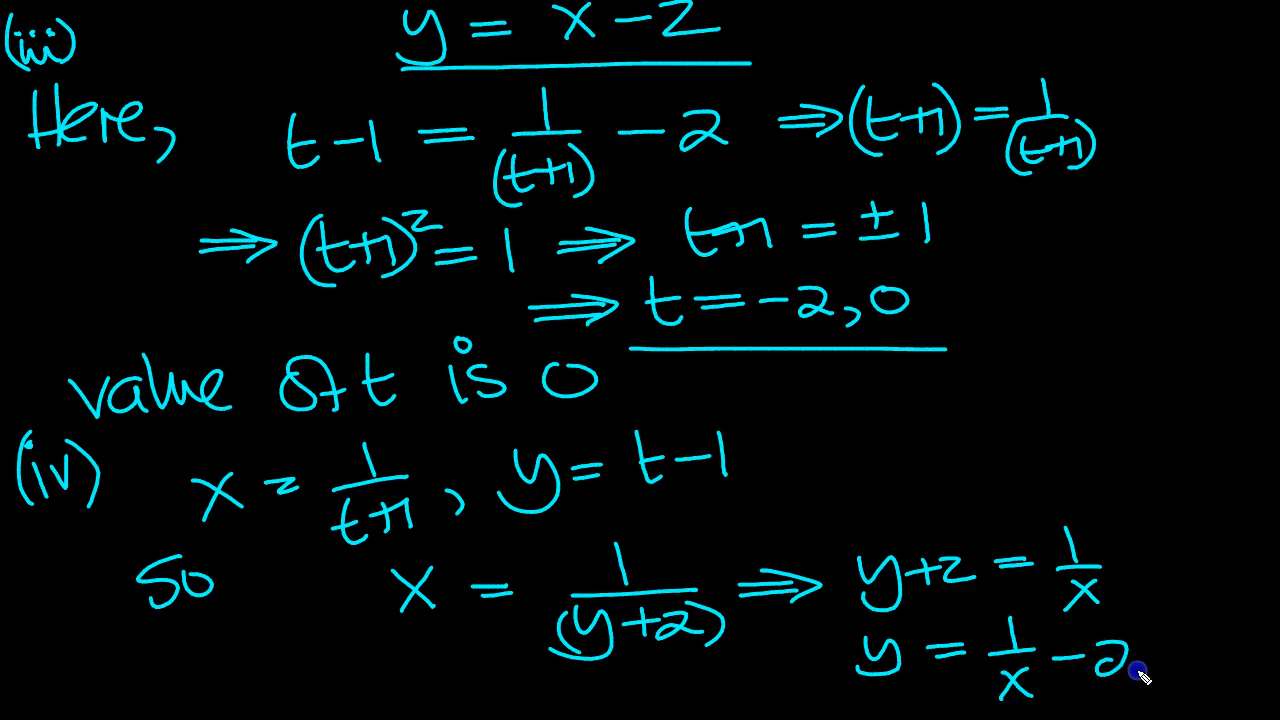 (iii) y = x - 2
Here, t - 1 = 1/(t+1) - 2 ⇒ (t+1) = 1/(t+1)
⇒ (t+1)² = 1 ⇒ t+1 = ± 1
⇒ t = -2, 0
value of t is 0
(iv) x = 1/(t+1), y = t - 1
So x = 1/(y+2) ⇒ y+2 = 1/x
y = 1/x - 2